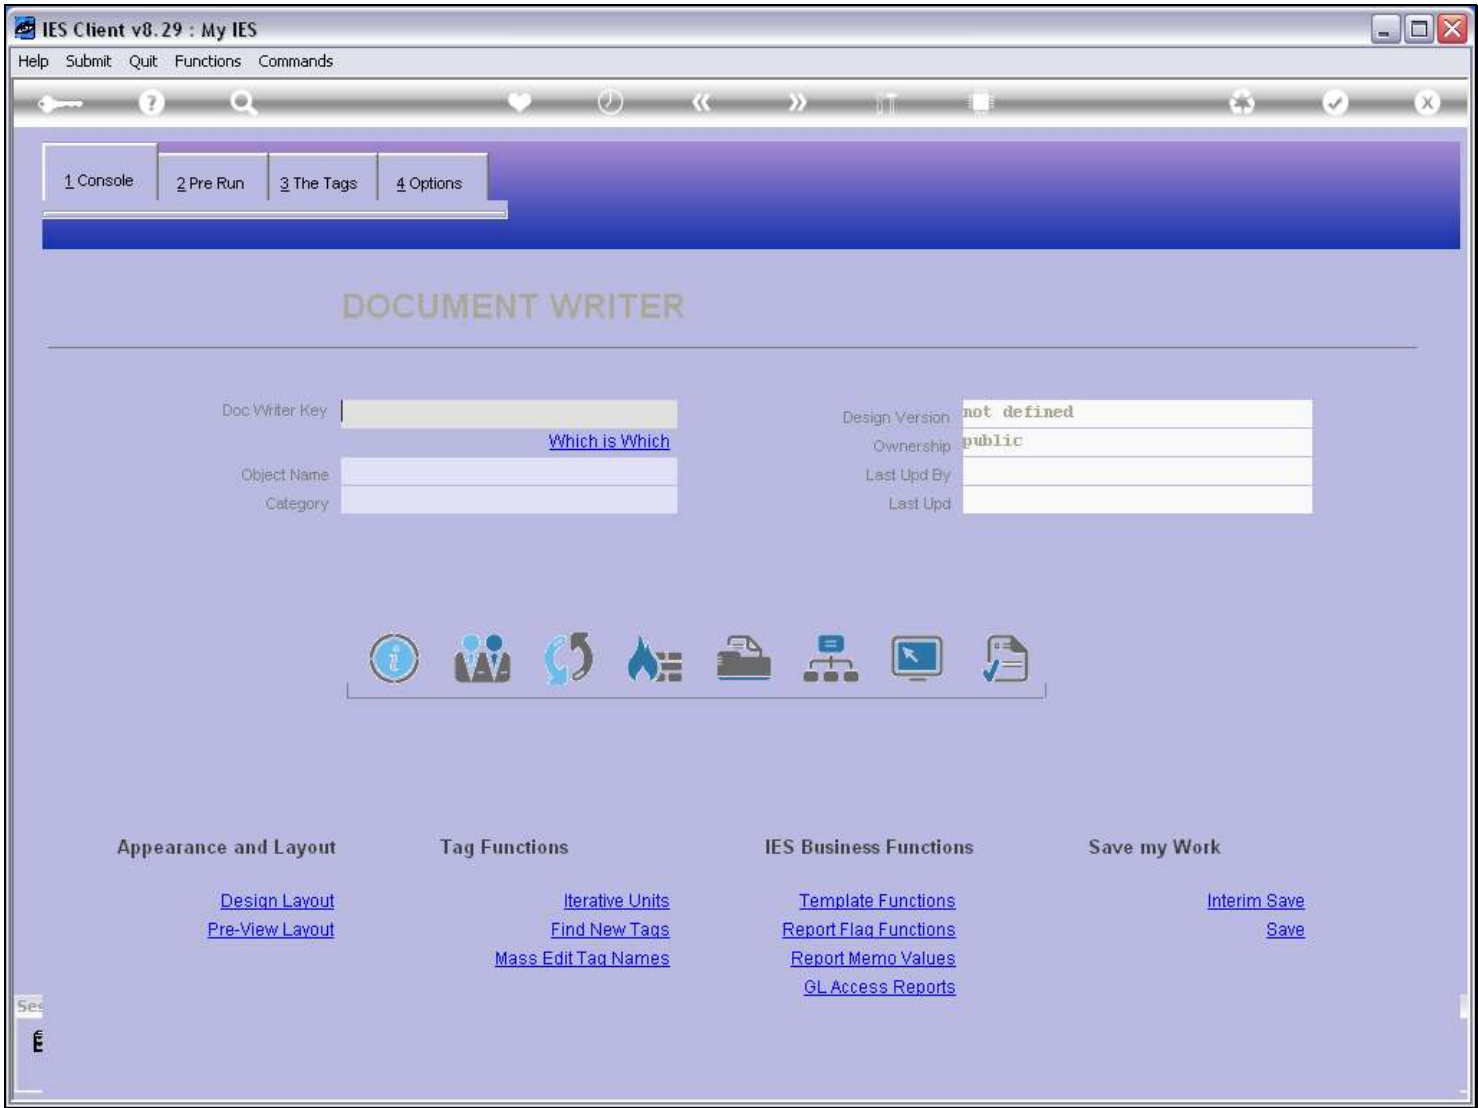 IES Client v8.29 : My IES
Help Submit Quit Functions Commands
1 Console 2 Pre Run 3 The Tags 4 Options
DOCUMENT WRITER
Doc Writer Key
Design Version not defined
Which is Which
Ownership public
Object Name
Last Upd By
Category
Last Upd
Appearance and Layout Tag Functions IES Business Functions Save my Work
Design Layout Iterative Units Template Functions Interim Save
Pre-View Layout Find New Tags Report Flag Functions Save
Mass Edit Tag Names Report Memo Values
GL Access Reports